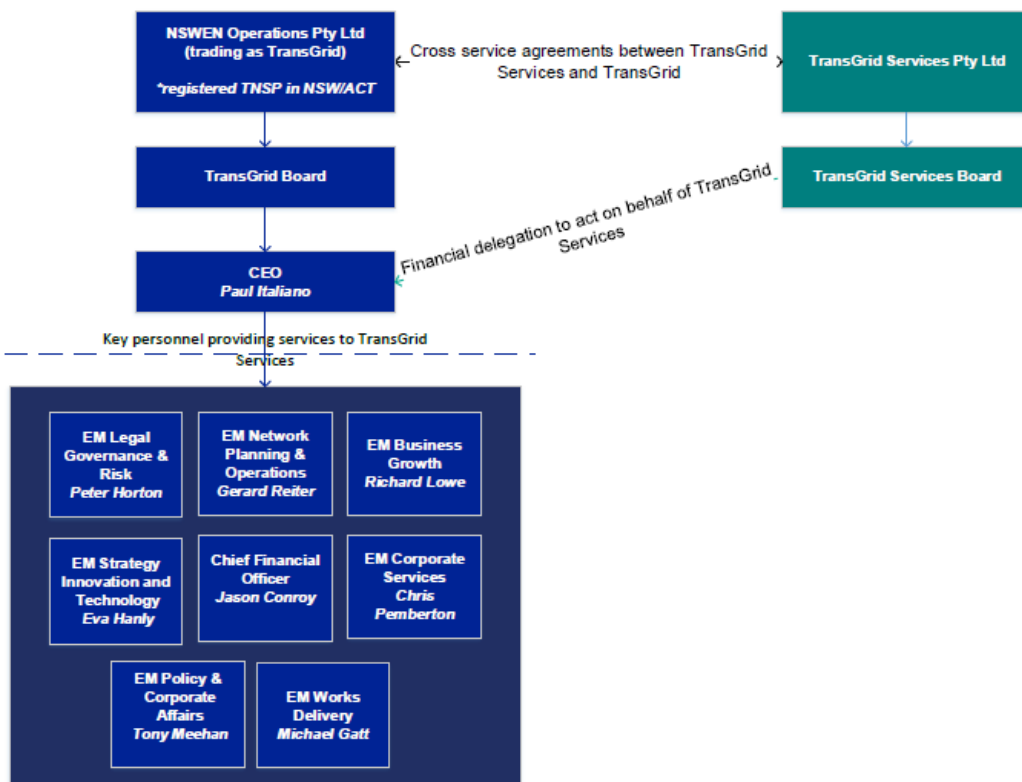 NSWEN Operations Pty Ltd
(trading as TransGrid)
*registered TNSP in NSW/ACT
Cross service agreements between TransGrid
Services and TransGrid
TransGrid Services Pty Ltd
TransGrid Board
TransGrid Services Board
Financial delegation to act on behalf of TransGrid
Services
CEO
Paul Italiano
Key personnel providing services to TransGrid
Services
EM Legal
Governance &
Risk
Peter Horton
EM Network
Planning &
Operations
Gerard Reiter
EM Business
Growth
Richard Lowe
EM Strategy
Innovation and
Technology
Eva Hanly
Chief Financial
Officer
Jason Conroy
EM Corporate
Services
Chris
Pemberton
EM Policy &
Corporate
Affairs
Tony Meehan
EM Works
Delivery
Michael Gatt